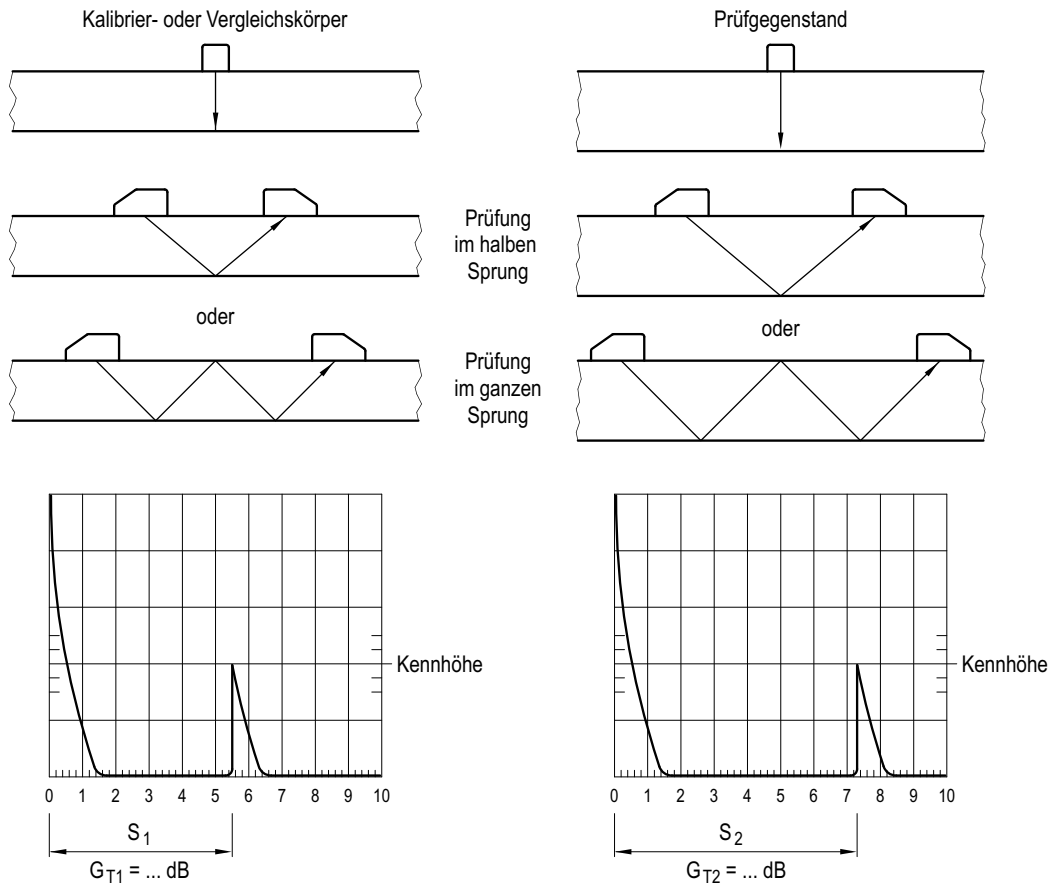 Kalibrier- oder Vergleichskörper
Prüfgegenstand
Prüfung
im halben
Sprung
oder
oder
Prüfung
im ganzen
Sprung
Kennhöhe
Kennhöhe
0 1 2 3 4 5 6 7 8 9 10
0 1 2 3 4 5 6 7 8 9 10
S1
S2
GT1 = ... dB
GT2 = ... dB